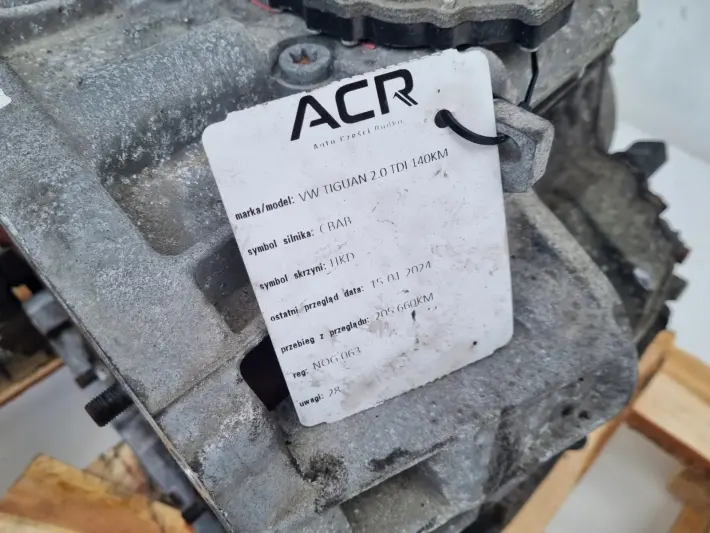 ACR
Auto Części Rudka
marka/model: VW TIGUAN 2.0 TDI 140KM
symbol silnika: CBAB
symbol skrzyni: HKD
ostatni przegląd data: 15.01.2024
przebieg z przeglądu: 205 660KM
reg: NOG 063
uwagi: 28